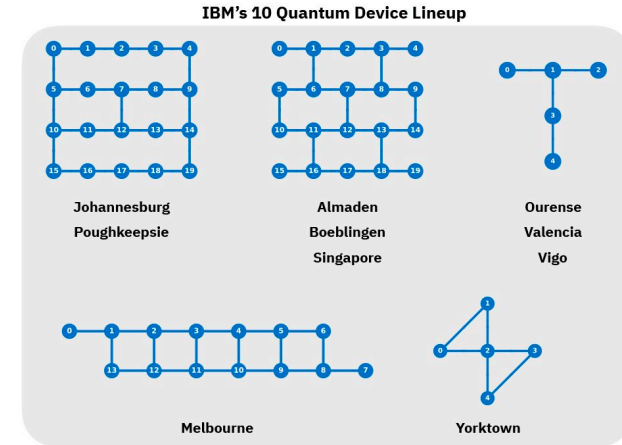 IBM's 10 Quantum Device Lineup
0 1 2 3 4
5 6 7 8 9
10 11 12 13 14
15 16 17 18 19
Johannesburg
Poughkeepsie
0 1 2 3 4
5 6 7 8 9
10 11 12 13 14
15 16 17 18 19
Almaden
Boeblingen
Singapore
0 1 2
3
4
Ourense
Valencia
Vigo
0 1 2 3 4 5 6
13 12 11 10 9 8 7
Melbourne
1
0 2 3
4
Yorktown